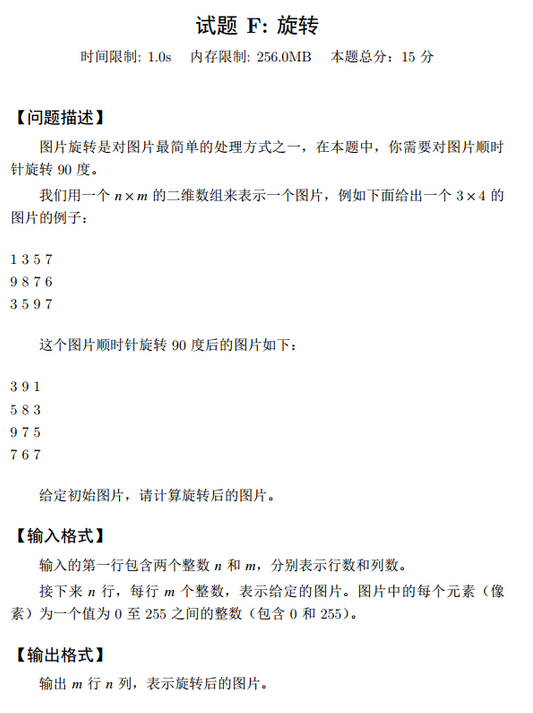 试题 F: 旋转
时间限制: 1.0s 内存限制: 256.0MB 本题总分：15 分
【问题描述】
图片旋转是对图片最简单的处理方式之一，在本题中，你需要对图片顺时
针旋转 90 度。
我们用一个 n × m 的二维数组来表示一个图片，例如下面给出一个 3 × 4 的
图片的例子：
1 3 5 7
9 8 7 6
3 5 9 7
这个图片顺时针旋转 90 度后的图片如下：
3 9 1
5 8 3
9 7 5
7 6 7
给定初始图片，请计算旋转后的图片。
【输入格式】
输入的第一行包含两个整数 n 和 m，分别表示行数和列数。
接下来 n 行，每行 m 个整数，表示给定的图片。图片中的每个元素（像
素）为一个值为 0 至 255 之间的整数（包含 0 和 255）。
【输出格式】
输出 m 行 n 列，表示旋转后的图片。